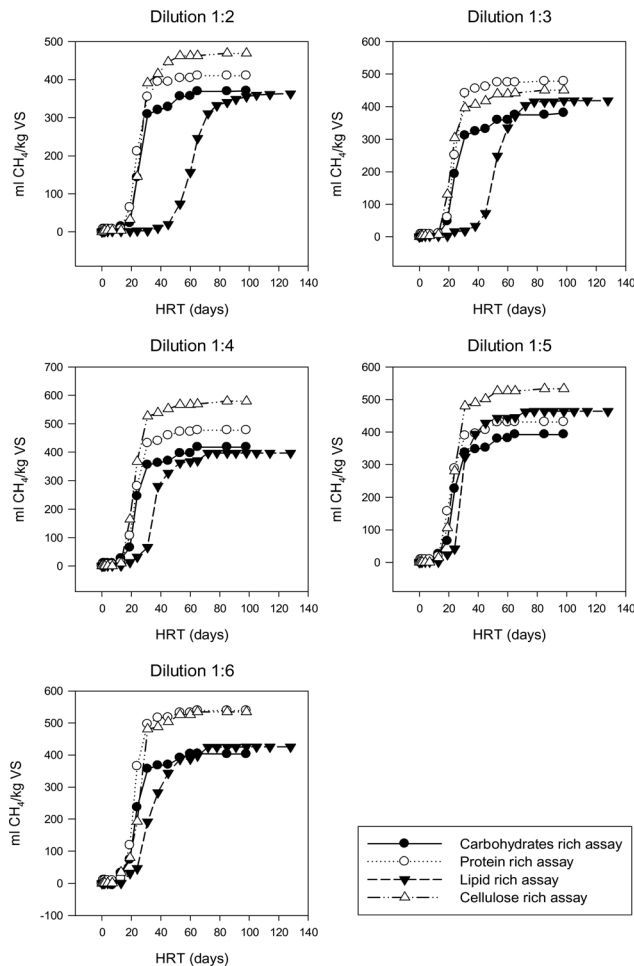 Dilution 1:2
ml CH₄/kg VS
500
400
300
200
100
0
0 20 40 60 80 100 120 140
HRT (days)
Dilution 1:3
ml CH₄/kg VS
600
500
400
300
200
100
0
0 20 40 60 80 100 120 140
HRT (days)
Dilution 1:4
ml CH₄/kg VS
700
600
500
400
300
200
100
0
0 20 40 60 80 100 120 140
HRT (days)
Dilution 1:5
ml CH₄/kg VS
600
500
400
300
200
100
0
0 20 40 60 80 100 120 140
HRT (days)
Dilution 1:6
ml CH₄/kg VS
600
500
400
300
200
100
0
-100
0 20 40 60 80 100 120 140
HRT (days)
Carbohydrates rich assay
Protein rich assay
Lipid rich assay
Cellulose rich assay